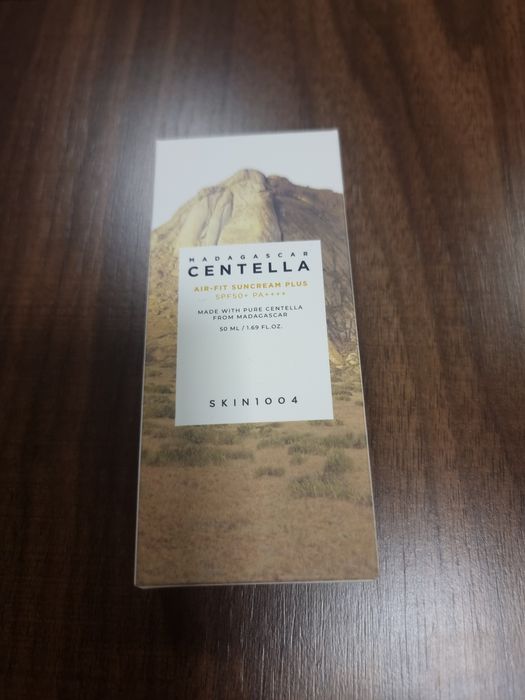 MADAGASCAR
CENTELLA
AIR-FIT SUNCREAM PLUS
SPF50+ PA++++
MADE WITH PURE CENTELLA
FROM MADAGASCAR
50 ML / 1.69 FL.OZ.
SKIN1004